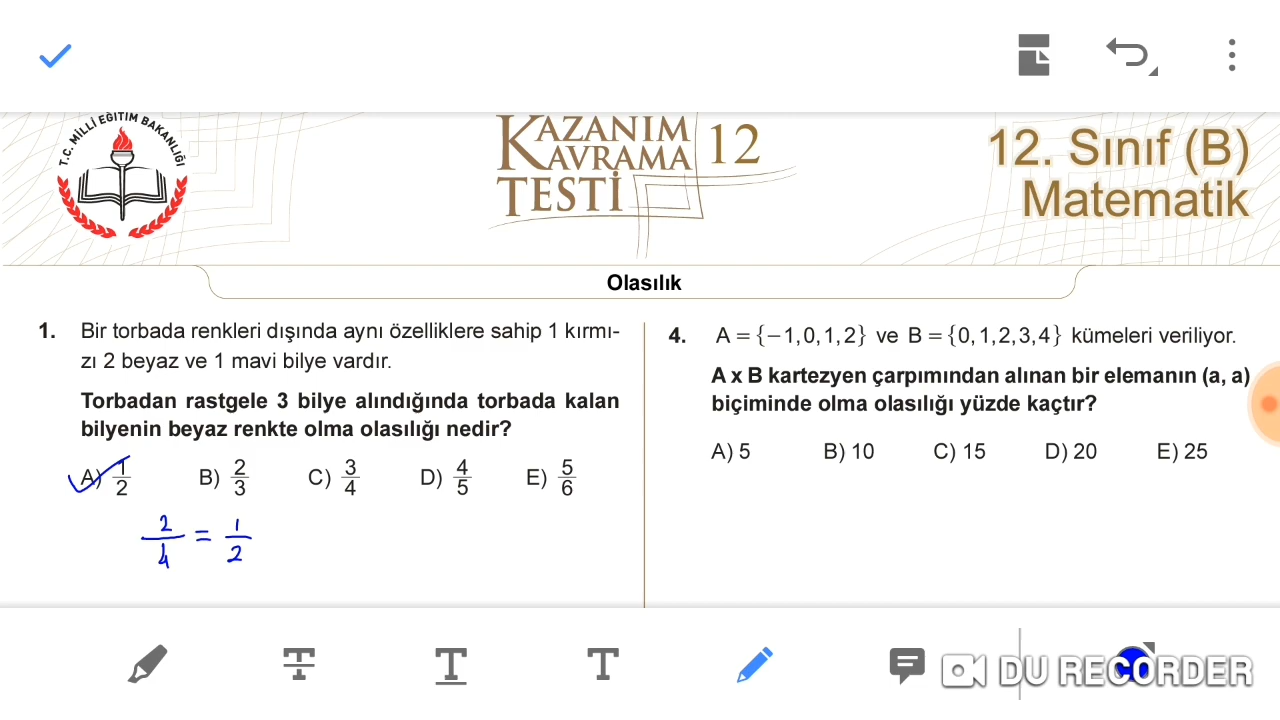 T.C. MİLLİ EĞİTİM BAKANLIĞI
KAZANIM
KAVRAMA
TESTİ
12
12. Sınıf (B)
Matematik
Olasılık
1. Bir torbada renkleri dışında aynı özelliklere sahip 1 kırmı-
zı 2 beyaz ve 1 mavi bilye vardır.
Torbadan rastgele 3 bilye alındığında torbada kalan
bilyenin beyaz renkte olma olasılığı nedir?
A) 1/2 B) 2/3 C) 3/4 D) 4/5 E) 5/6
2/4 = 1/2
4. A = {−1, 0, 1, 2} ve B = {0, 1, 2, 3, 4} kümeleri veriliyor.
A x B kartezyen çarpımından alınan bir elemanın (a, a)
biçiminde olma olasılığı yüzde kaçtır?
A) 5 B) 10 C) 15 D) 20 E) 25
T T T
DU RECORDER